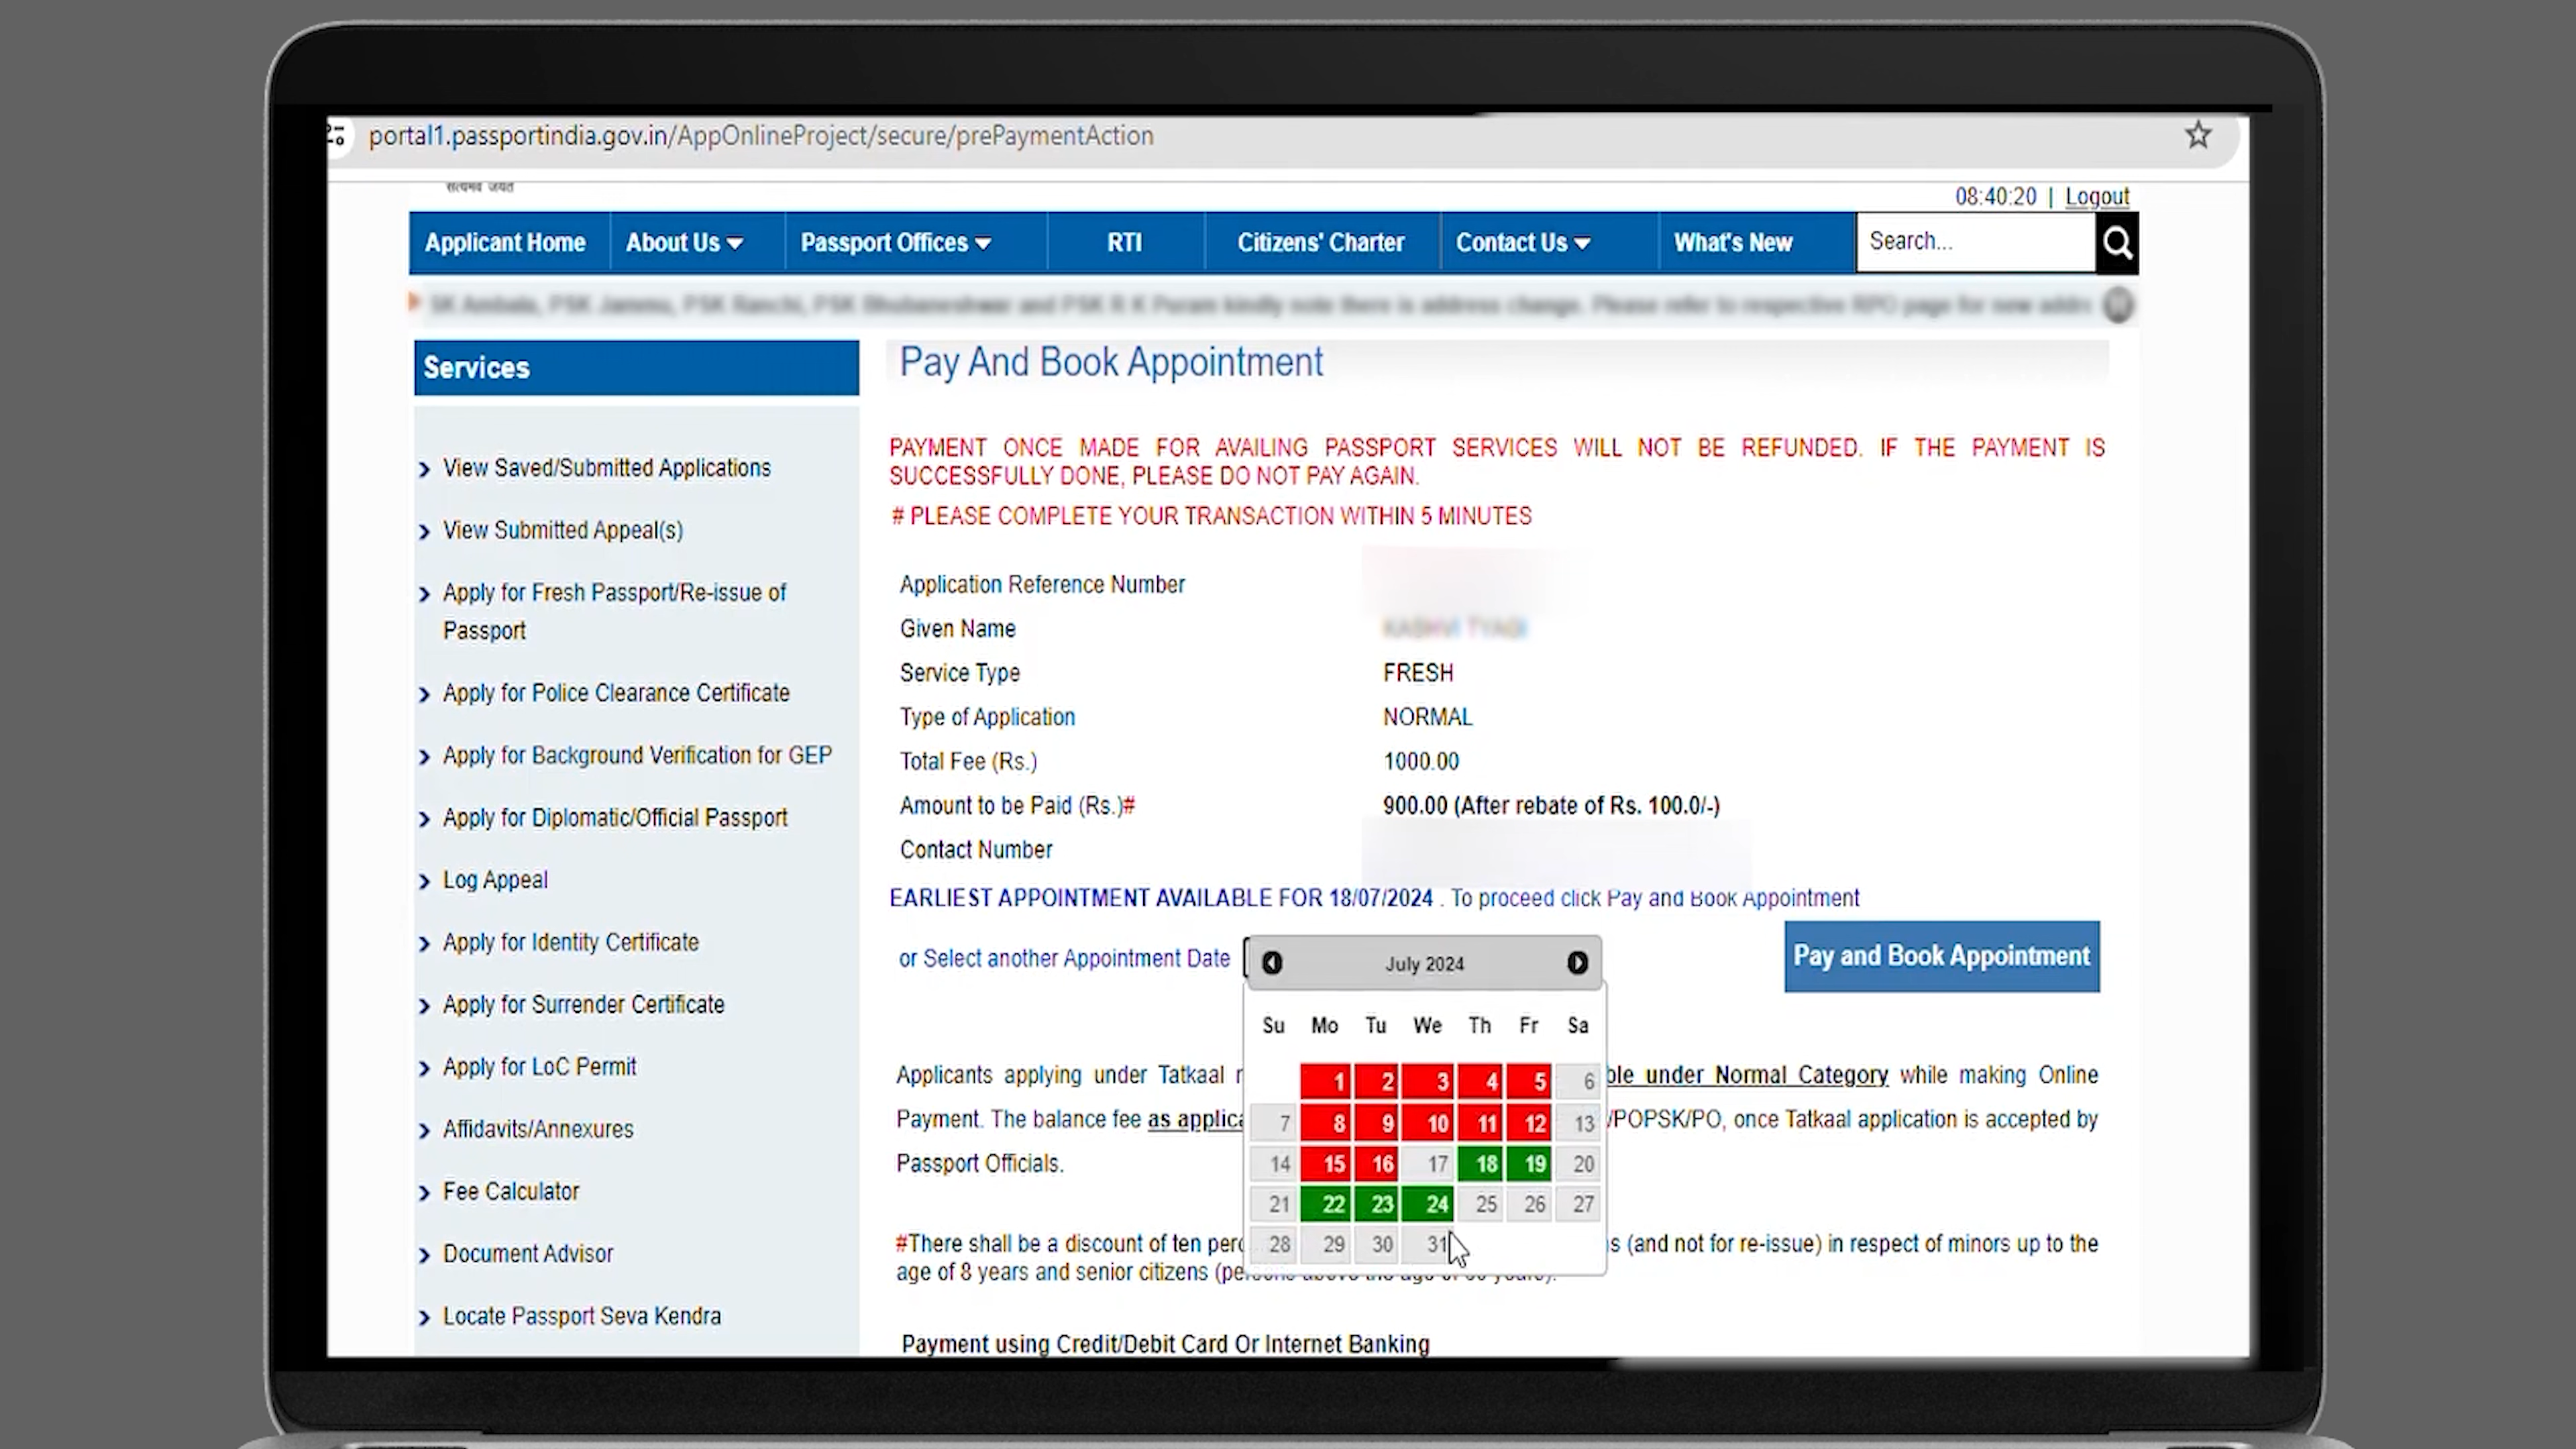 portal1.passportindia.gov.in/AppOnlineProject/secure/prePaymentAction
08:40:20 | Logout
Applicant Home About Us Passport Offices RTI Citizens' Charter Contact Us What's New Search...
Services
View Saved/Submitted Applications
View Submitted Appeal(s)
Apply for Fresh Passport/Re-issue of
Passport
Apply for Police Clearance Certificate
Apply for Background Verification for GEP
Apply for Diplomatic/Official Passport
Log Appeal
Apply for Identity Certificate
Apply for Surrender Certificate
Apply for LoC Permit
Affidavits/Annexures
Fee Calculator
Document Advisor
Locate Passport Seva Kendra
Pay And Book Appointment
PAYMENT ONCE MADE FOR AVAILING PASSPORT SERVICES WILL NOT BE REFUNDED. IF THE PAYMENT IS
SUCCESSFULLY DONE, PLEASE DO NOT PAY AGAIN.
# PLEASE COMPLETE YOUR TRANSACTION WITHIN 5 MINUTES
Application Reference Number
Given Name
Service Type FRESH
Type of Application NORMAL
Total Fee (Rs.) 1000.00
Amount to be Paid (Rs.)# 900.00 (After rebate of Rs. 100.0/-)
Contact Number
EARLIEST APPOINTMENT AVAILABLE FOR 18/07/2024 . To proceed click Pay and Book Appointment
or Select another Appointment Date
Pay and Book Appointment
July 2024
Su Mo Tu We Th Fr Sa
1 2 3 4 5 6
7 8 9 10 11 12 13
14 15 16 17 18 19 20
21 22 23 24 25 26 27
28 29 30 31
Applicants applying under Tatkaal under Normal Category while making Online
Payment. The balance fee as /POPSK/PO, once Tatkaal application is accepted by
Passport Officials.
#There shall be a discount of ten (and not for re-issue) in respect of minors up to the
age of 8 years and senior citizens
Payment using Credit/Debit Card Or Internet Banking